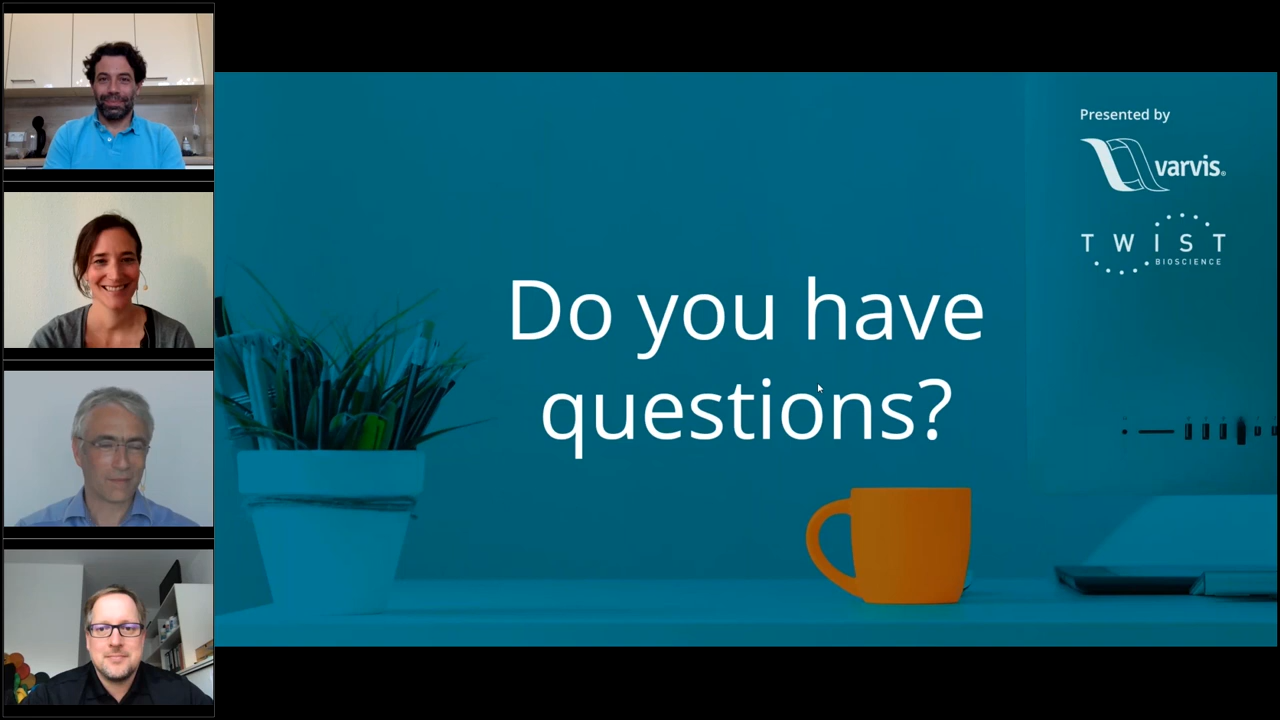 Presented by
varvis®
TWIST
BIOSCIENCE
Do you have
questions?